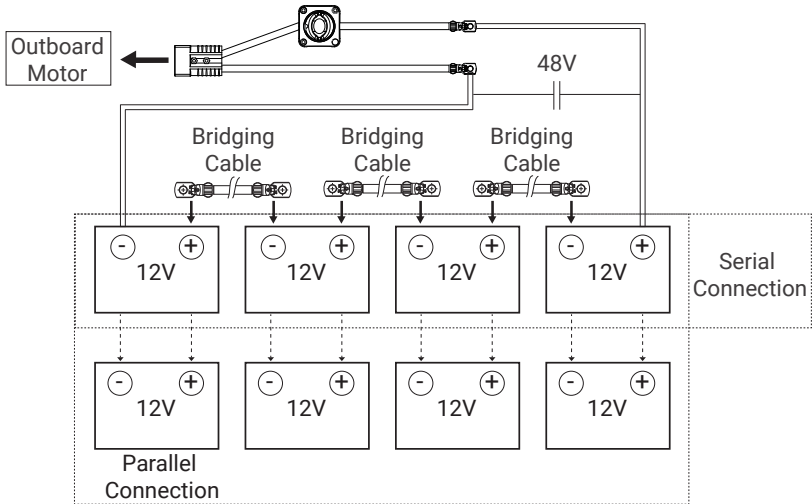 Outboard
Motor
48V
Bridging
Cable
Bridging
Cable
Bridging
Cable
- +
12V
- +
12V
- +
12V
- +
12V
Serial
Connection
- +
12V
- +
12V
- +
12V
- +
12V
Parallel
Connection